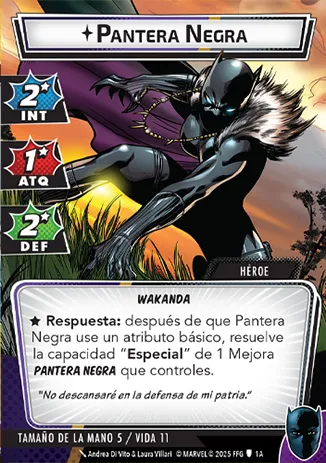 PANTERA NEGRA
2★
INT
1★
ATQ
2★
DEF
HÉROE
WAKANDA
★ Respuesta: después de que Pantera
Negra use un atributo básico, resuelve
la capacidad "Especial" de 1 Mejora
PANTERA NEGRA que controles.
"No descansaré en la defensa de mi patria."
TAMAÑO DE LA MANO 5 / VIDA 11
Andrea Di Vito & Laura Villari © MARVEL © 2025 FFG 1A